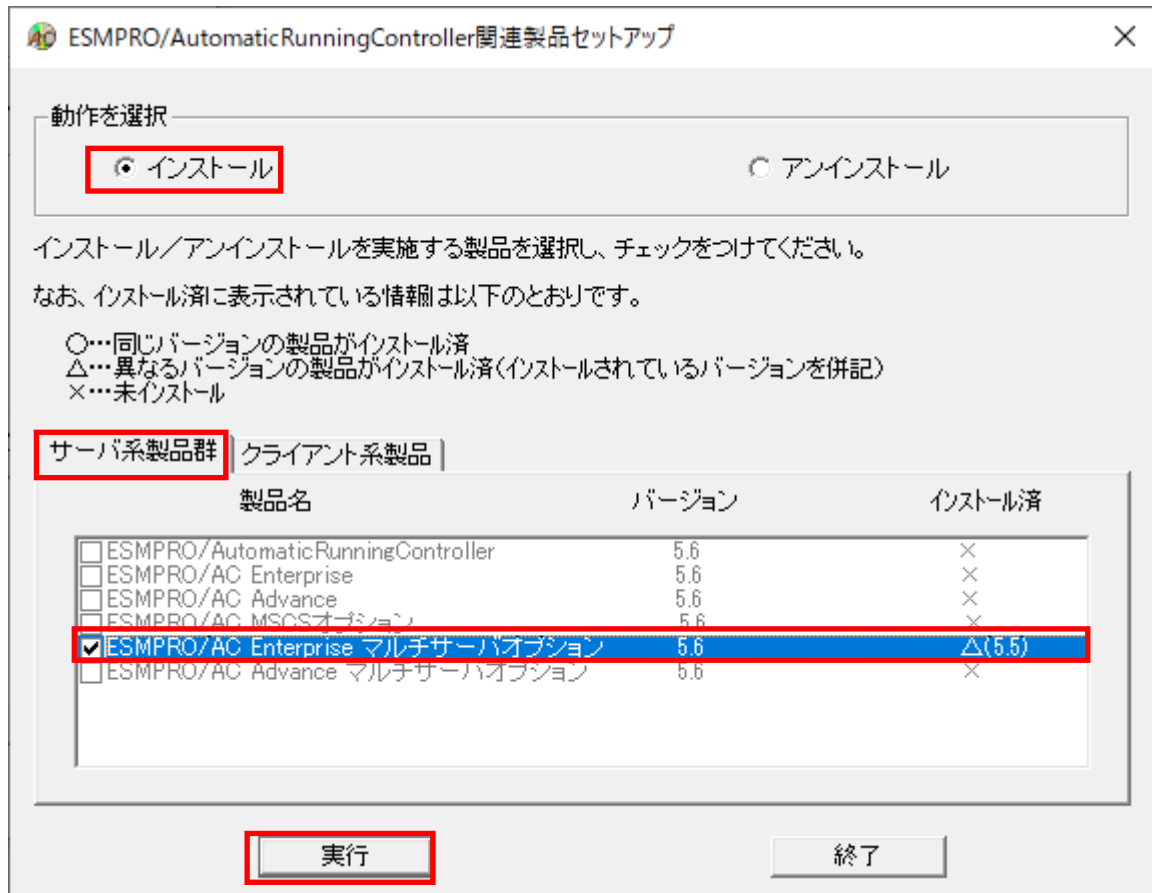 ESMPRO/AutomaticRunningController関連製品セットアップ
動作を選択
インストール アンインストール
インストール／アンインストールを実施する製品を選択し、チェックをつけてください。
なお、インストール済に表示されている情報は以下のとおりです。
○…同じバージョンの製品がインストール済
△…異なるバージョンの製品がインストール済(インストールされているバージョンを併記)
×…未インストール
サーバ系製品群 クライアント系製品
製品名 バージョン インストール済
ESMPRO/AutomaticRunningController 5.6 ×
ESMPRO/AC Enterprise 5.6 ×
ESMPRO/AC Advance 5.6 ×
ESMPRO/AC MSCSオプション 5.6 ×
ESMPRO/AC Enterprise マルチサーバオプション 5.6 △(5.5)
ESMPRO/AC Advance マルチサーバオプション 5.6 ×
実行 終了